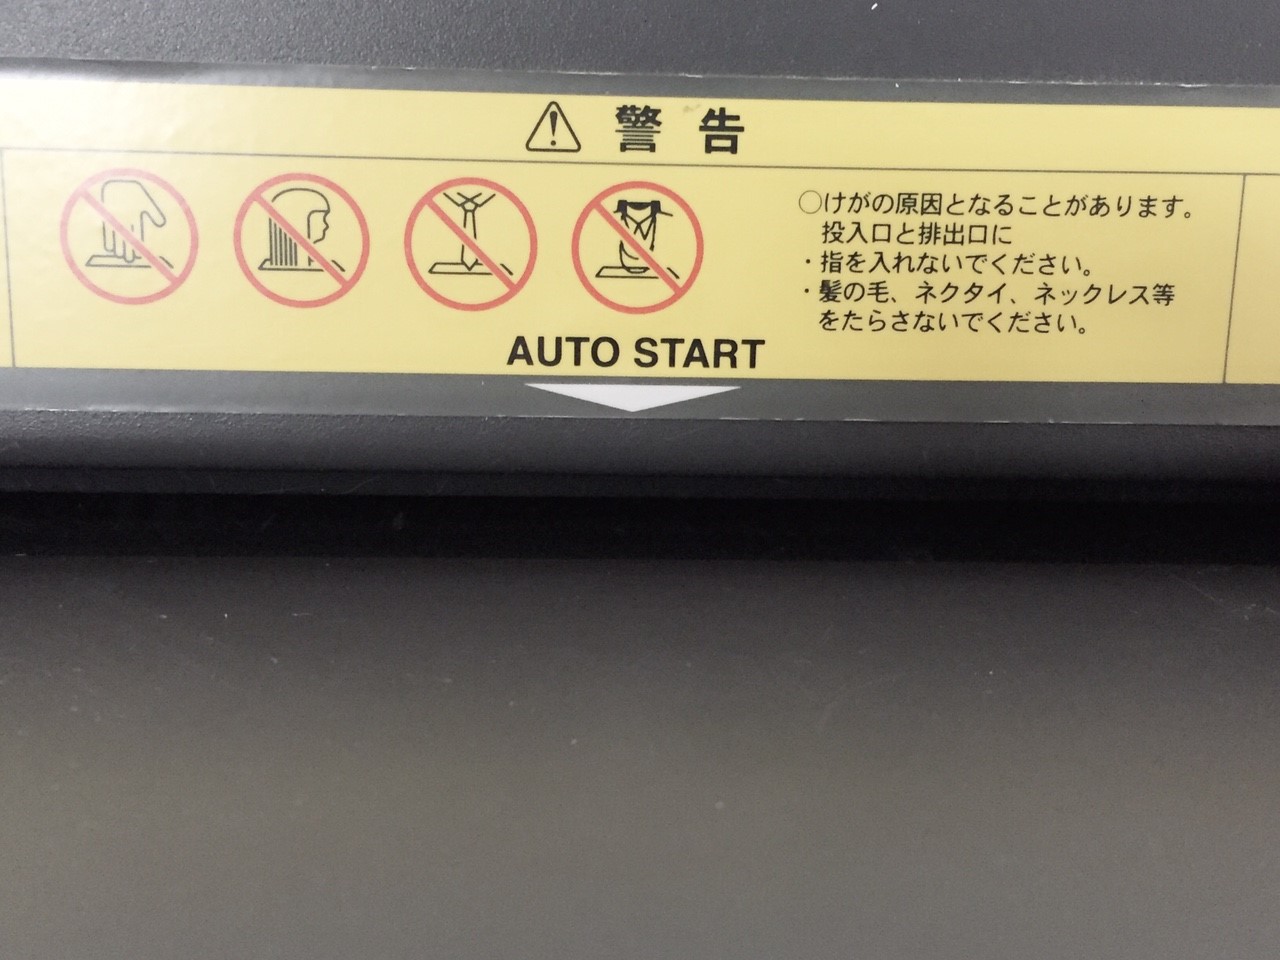 警告
○けがの原因となることがあります。
投入口と排出口に
・指を入れないでください。
・髪の毛、ネクタイ、ネックレス等
をたらさないでください。
AUTO START